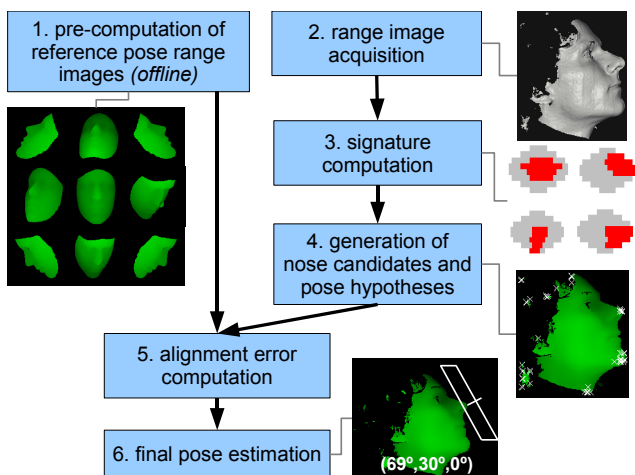 1. pre-computation of
reference pose range
images (offline)
2. range image
acquisition
3. signature
computation
4. generation of
nose candidates and
pose hypotheses
5. alignment error
computation
6. final pose estimation
(69º,30º,0º)